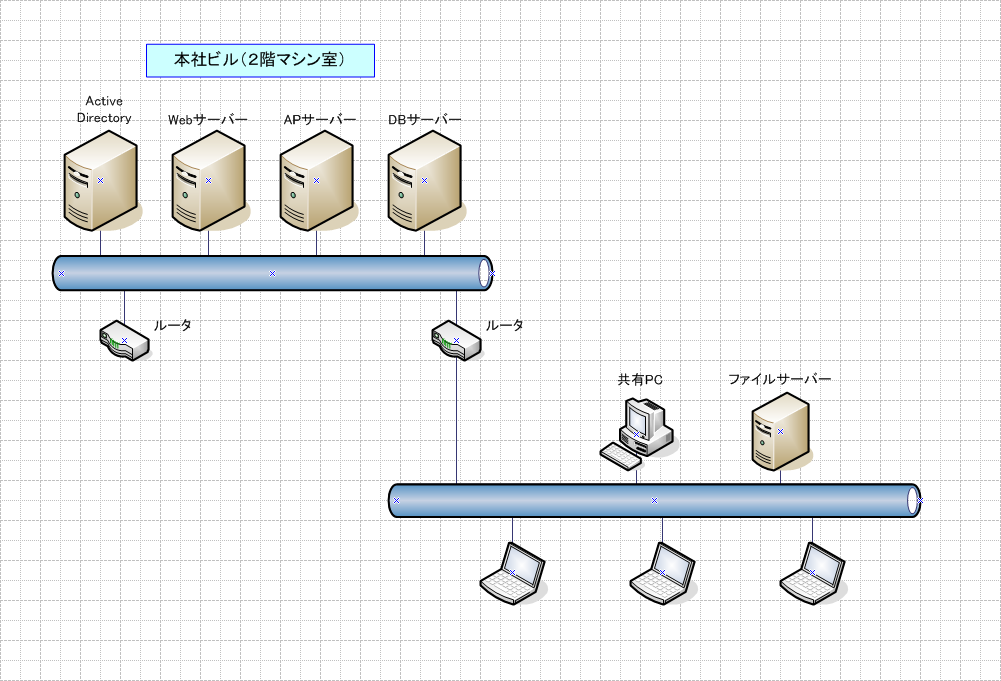 本社ビル（２階マシン室）
Active
Directory
Webサーバー
APサーバー
DBサーバー
ルータ
ルータ
共有PC
ファイルサーバー